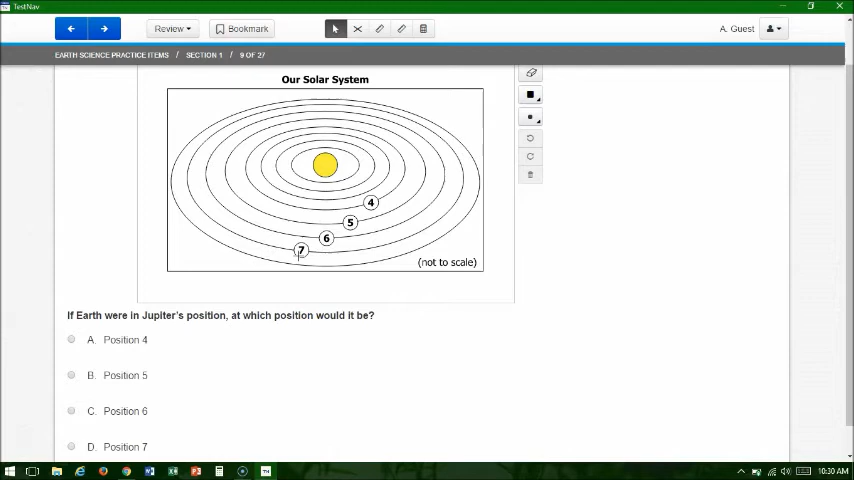 TestNav
Review
Bookmark
A. Guest
EARTH SCIENCE PRACTICE ITEMS / SECTION 1 / 9 OF 27
Our Solar System
4
5
6
7
(not to scale)
If Earth were in Jupiter's position, at which position would it be?
A. Position 4
B. Position 5
C. Position 6
D. Position 7
10:30 AM